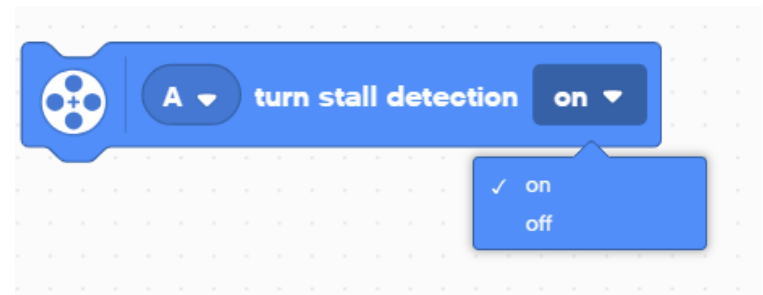 A turn stall detection on
✓ on
off